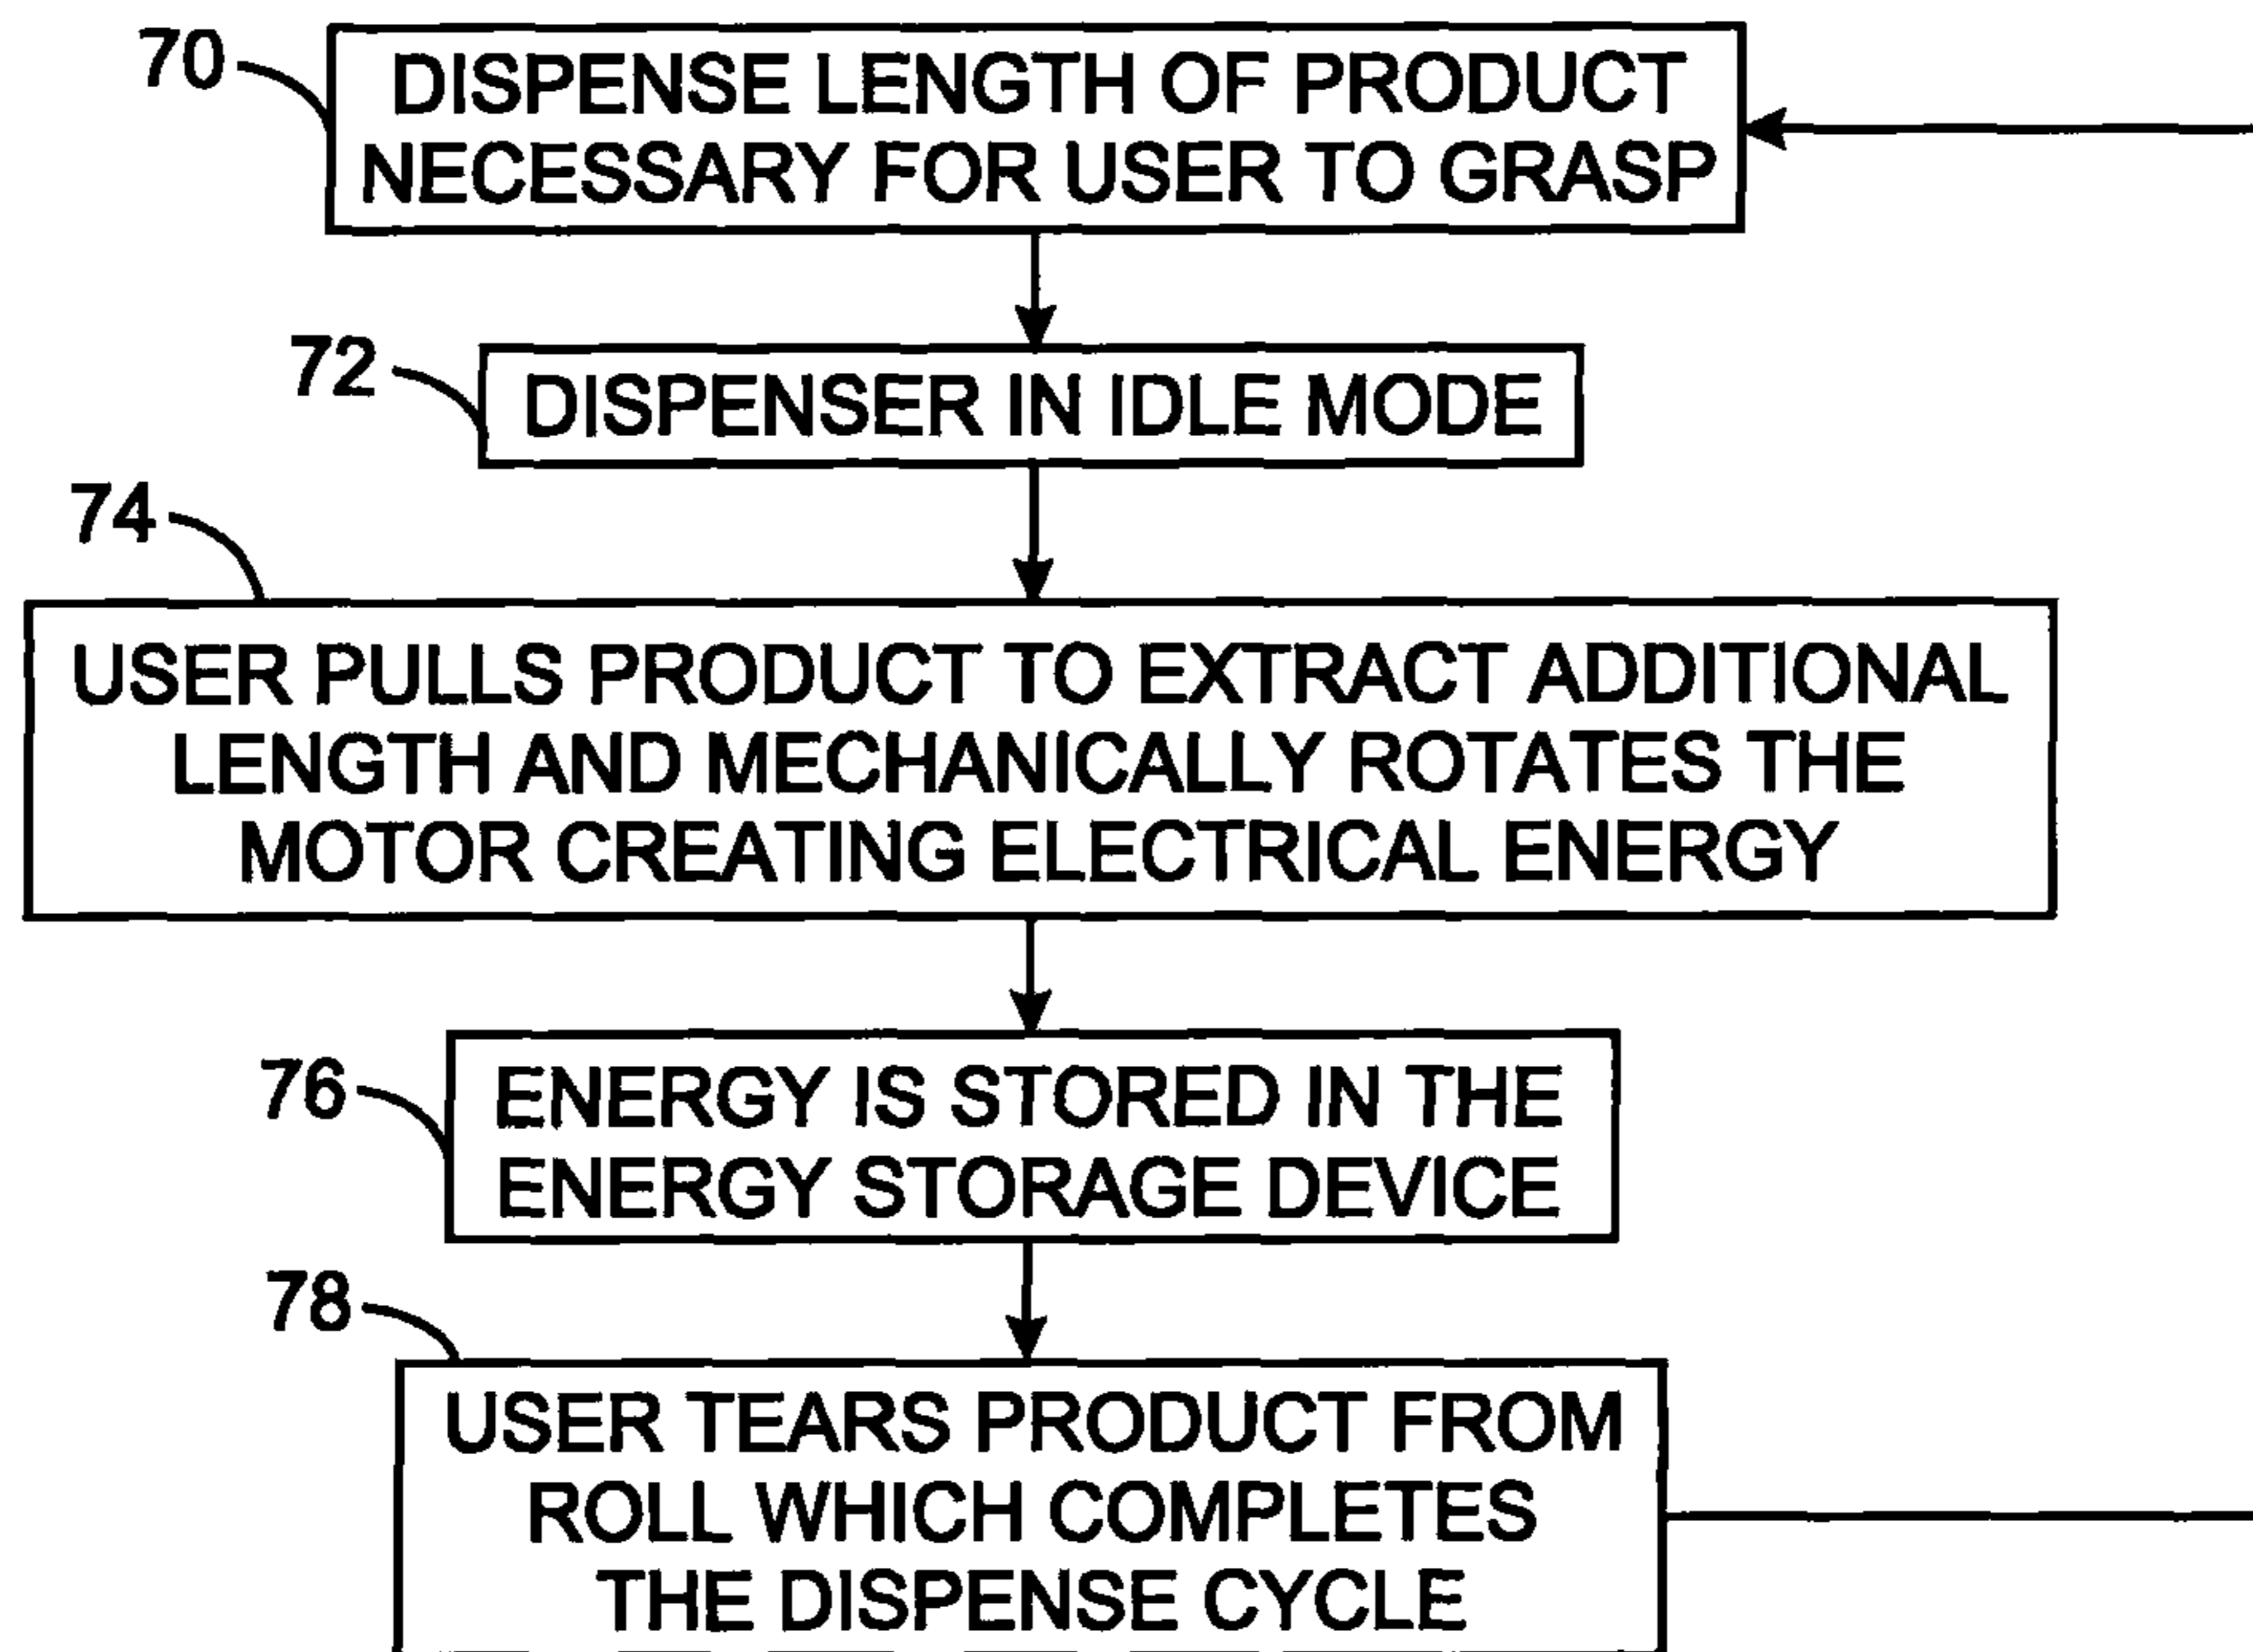 70
DISPENSE LENGTH OF PRODUCT
NECESSARY FOR USER TO GRASP
72
DISPENSER IN IDLE MODE
74
USER PULLS PRODUCT TO EXTRACT ADDITIONAL
LENGTH AND MECHANICALLY ROTATES THE
MOTOR CREATING ELECTRICAL ENERGY
76
ENERGY IS STORED IN THE
ENERGY STORAGE DEVICE
78
USER TEARS PRODUCT FROM
ROLL WHICH COMPLETES
THE DISPENSE CYCLE